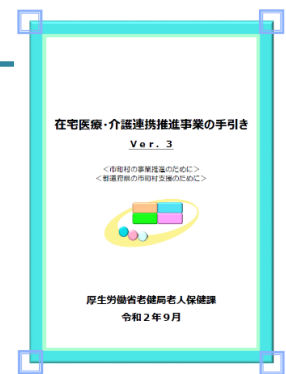 在宅医療・介護連携推進事業の手引き
Ver. 3
＜市町村の事業推進のために＞
＜都道府県の市町村支援のために＞
厚生労働省老健局老人保健課
令和２年９月